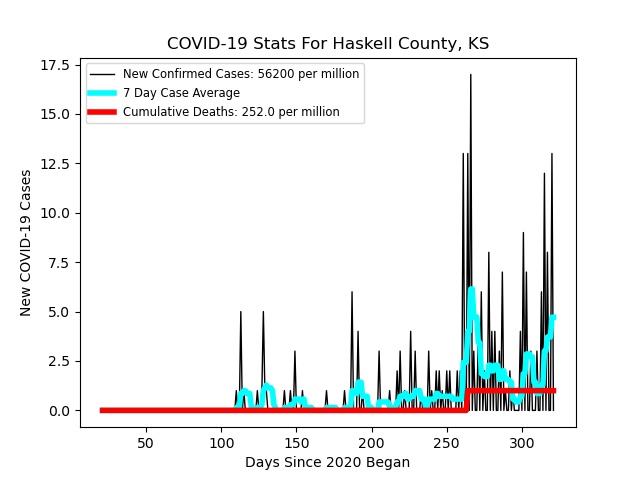 COVID-19 Stats For Haskell County, KS
New Confirmed Cases: 56200 per million
7 Day Case Average
Cumulative Deaths: 252.0 per million
New COVID-19 Cases
17.5
15.0
12.5
10.0
7.5
5.0
2.5
0.0
50 100 150 200 250 300
Days Since 2020 Began